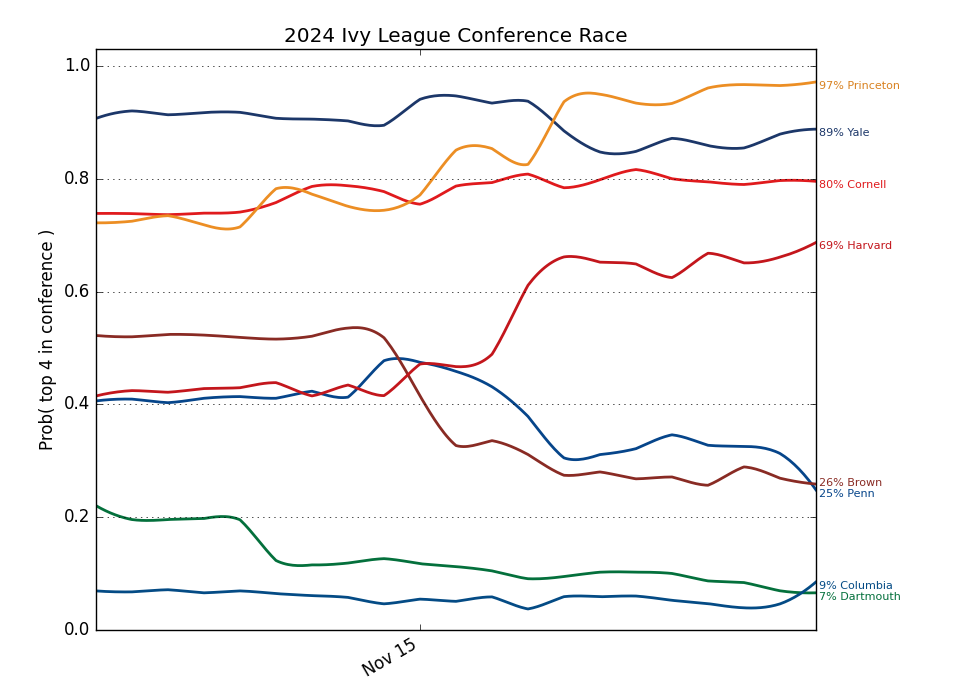 2024 Ivy League Conference Race
1.0
0.8
0.6
0.4
0.2
0.0
Prob( top 4 in conference )
Nov 15
97% Princeton
89% Yale
80% Cornell
69% Harvard
26% Brown
25% Penn
9% Columbia
7% Dartmouth